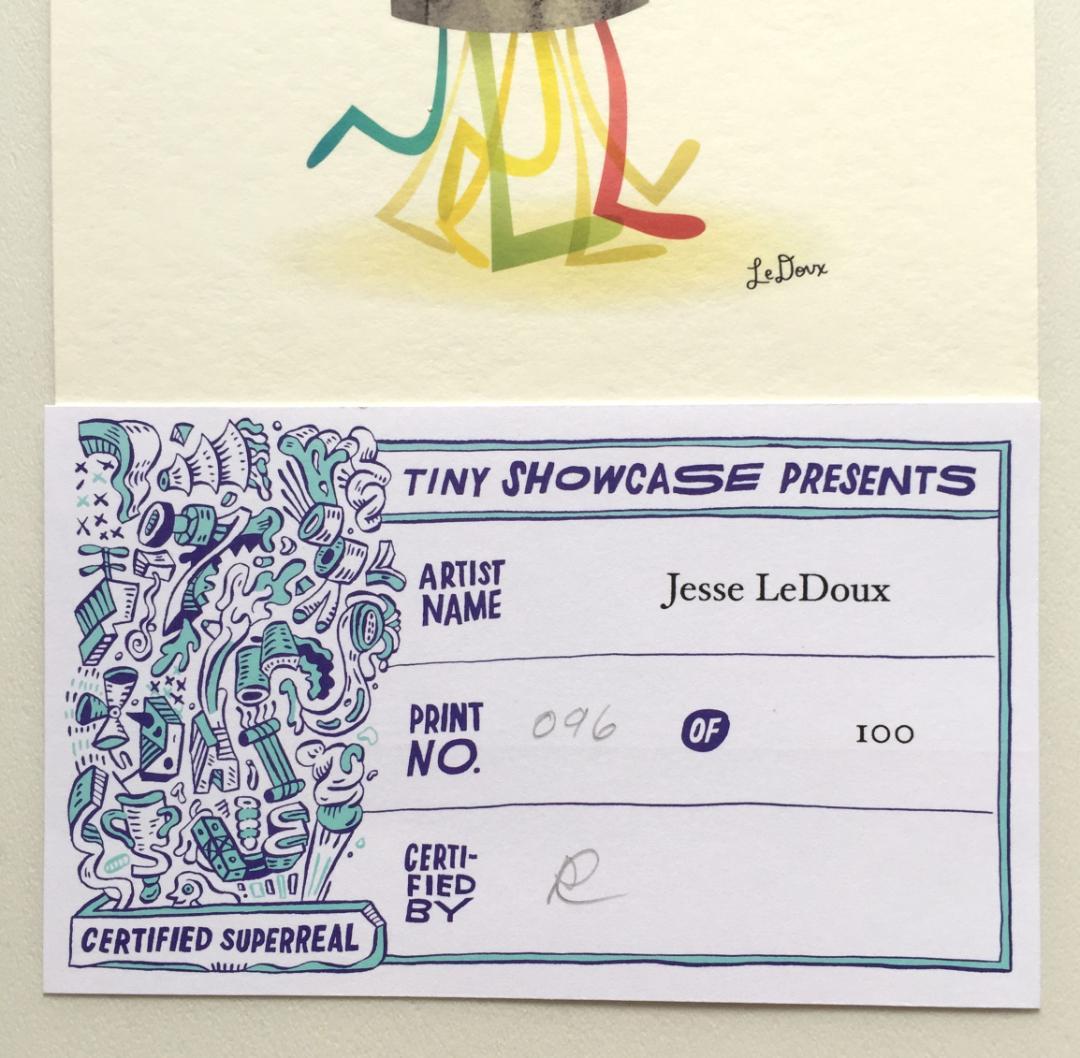 LeDoux
TINY SHOWCASE PRESENTS
ARTIST
NAME
Jesse LeDoux
PRINT
NO.
096 OF 100
CERTI-
FIED
BY
CERTIFIED SUPERREAL